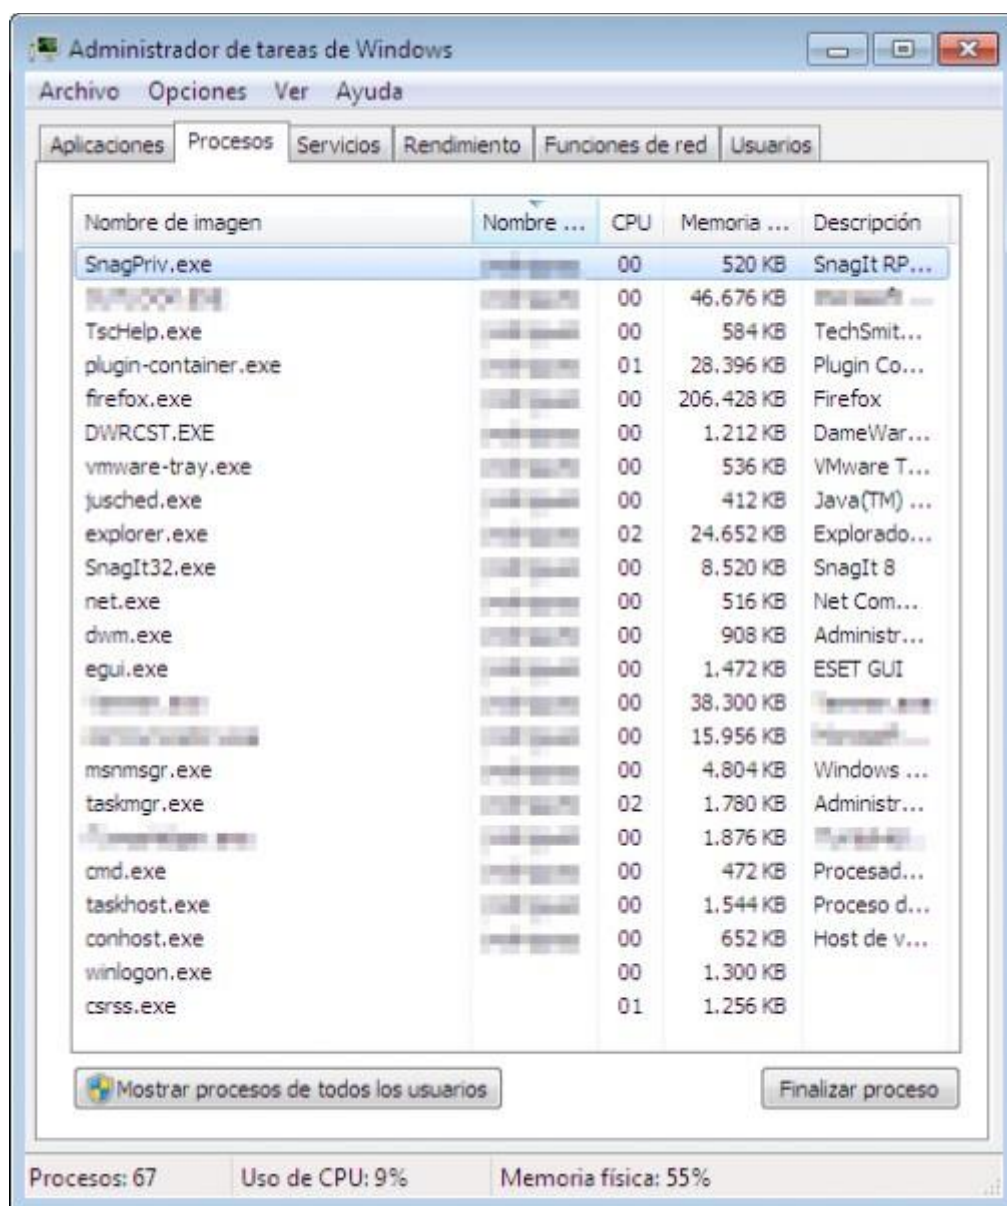 Administrador de tareas de Windows
Archivo Opciones Ver Ayuda
Aplicaciones Procesos Servicios Rendimiento Funciones de red Usuarios
Nombre de imagen Nombre ... CPU Memoria ... Descripción
SnagPriv.exe 00 520 KB SnagIt RP...
00 46.676 KB
TscHelp.exe 00 584 KB TechSmit...
plugin-container.exe 01 28.396 KB Plugin Co...
firefox.exe 00 206.428 KB Firefox
DWRCST.EXE 00 1.212 KB DameWar...
vmware-tray.exe 00 536 KB VMware T...
jusched.exe 00 412 KB Java(TM) ...
explorer.exe 02 24.652 KB Explorado...
SnagIt32.exe 00 8.520 KB SnagIt 8
net.exe 00 516 KB Net Com...
dwm.exe 00 908 KB Administr...
egui.exe 00 1.472 KB ESET GUI
00 38.300 KB
00 15.956 KB
msnmsgr.exe 00 4.804 KB Windows ...
taskmgr.exe 02 1.780 KB Administr...
00 1.876 KB
cmd.exe 00 472 KB Procesad...
taskhost.exe 00 1.544 KB Proceso d...
conhost.exe 00 652 KB Host de v...
winlogon.exe 00 1.300 KB
csrss.exe 01 1.256 KB
Mostrar procesos de todos los usuarios Finalizar proceso
Procesos: 67 Uso de CPU: 9% Memoria física: 55%